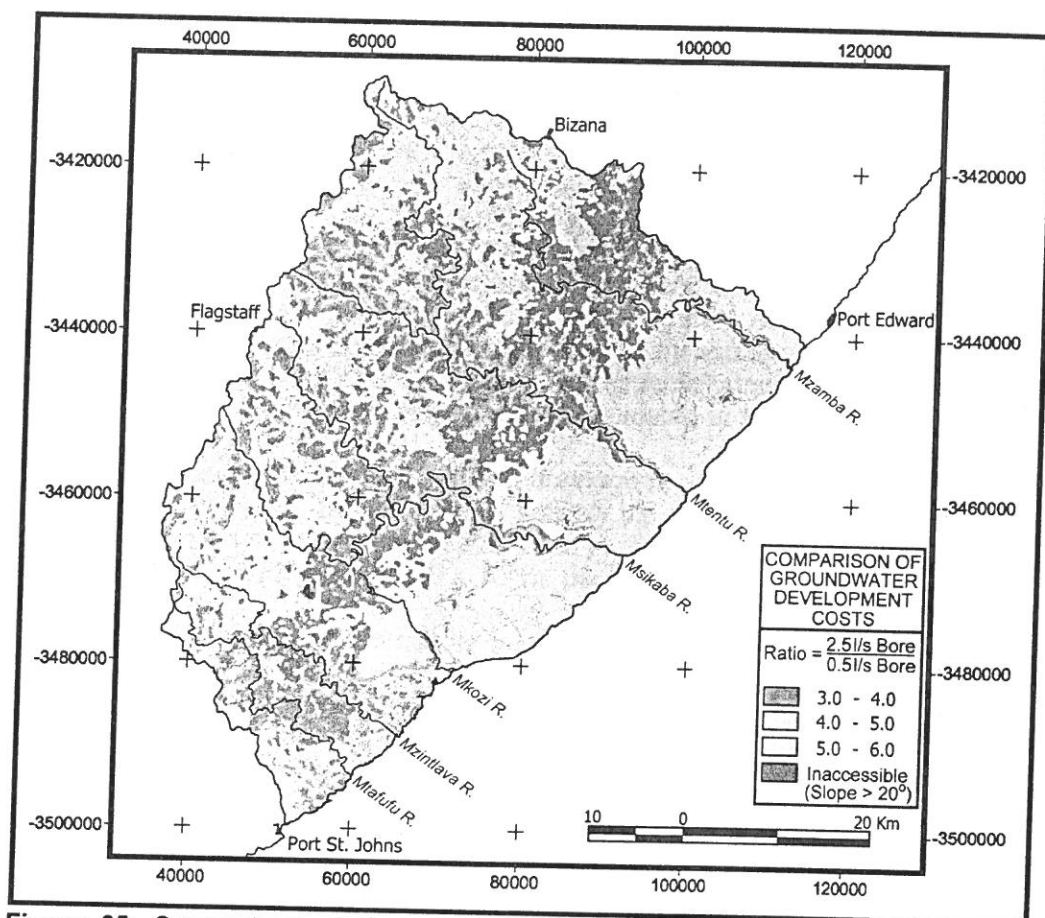 40000 60000 80000 100000 120000
Bizana
-3420000 -3420000
Flagstaff
-3440000
Port Edward
-3440000
Mzamba R.
-3460000
Mtentu R.
-3460000
Msikaba R.
COMPARISON OF
GROUNDWATER
DEVELOPMENT
COSTS
Ratio = 2.5l/s Bore
0.5l/s Bore
3.0 - 4.0
4.0 - 5.0
5.0 - 6.0
Inaccessible
(Slope > 20°)
-3480000
Mkozi R.
-3480000
Mzintlava R.
Mtafufu R.
10 0 20 Km
-3500000
Port St. Johns
-3500000
40000 60000 80000 100000 120000